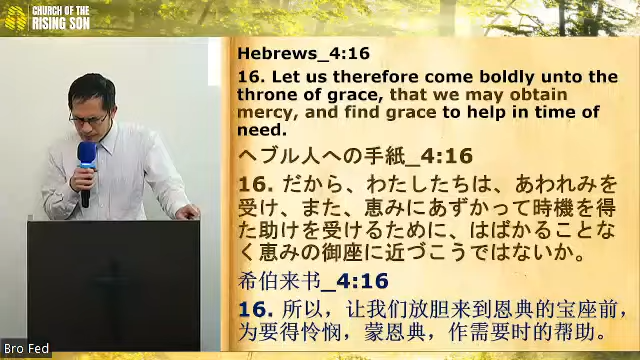 CHURCH OF THE
RISING SON
Hebrews_4:16
16. Let us therefore come boldly unto the
throne of grace, that we may obtain
mercy, and find grace to help in time of
need.
ヘブル人への手紙_4:16
16. だから、わたしたちは、あわれみを
受け、また、恵みにあずかって時機を得
た助けを受けるために、はばかることな
く恵みの御座に近づこうではないか。
希伯来书_4:16
16. 所以，让我们放胆来到恩典的宝座前，
为要得怜悯，蒙恩典，作需要时的帮助。
Bro Fed